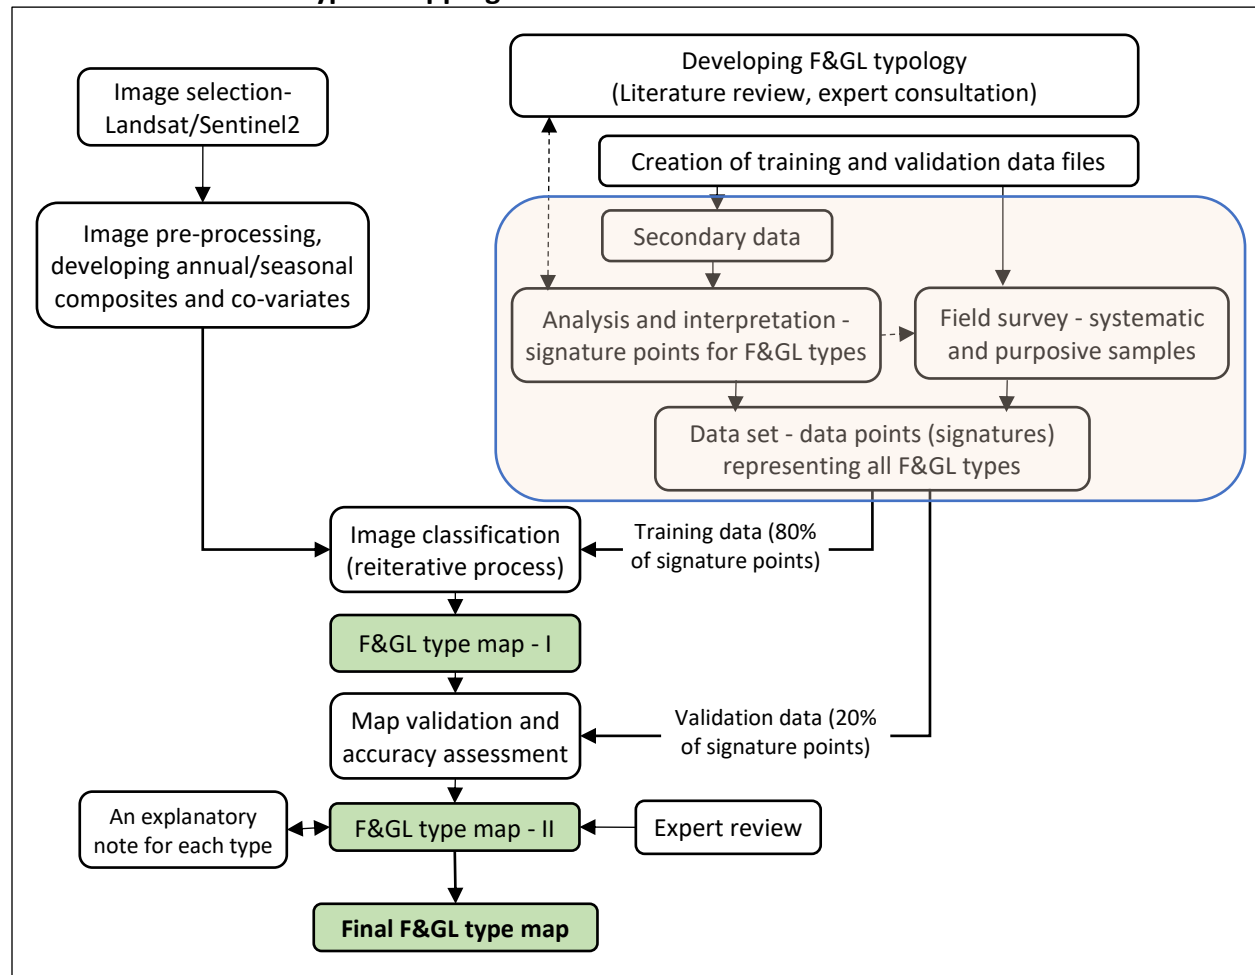 Image selection-
Landsat/Sentinel2
Developing F&GL typology
(Literature review, expert consultation)
Creation of training and validation data files
Image pre-processing,
developing annual/seasonal
composites and co-variates
Secondary data
Analysis and interpretation -
signature points for F&GL types
Field survey - systematic
and purposive samples
Data set - data points (signatures)
representing all F&GL types
Image classification
(reiterative process)
Training data (80%
of signature points)
F&GL type map - I
Map validation and
accuracy assessment
Validation data (20%
of signature points)
An explanatory
note for each type
F&GL type map - II
Expert review
Final F&GL type map